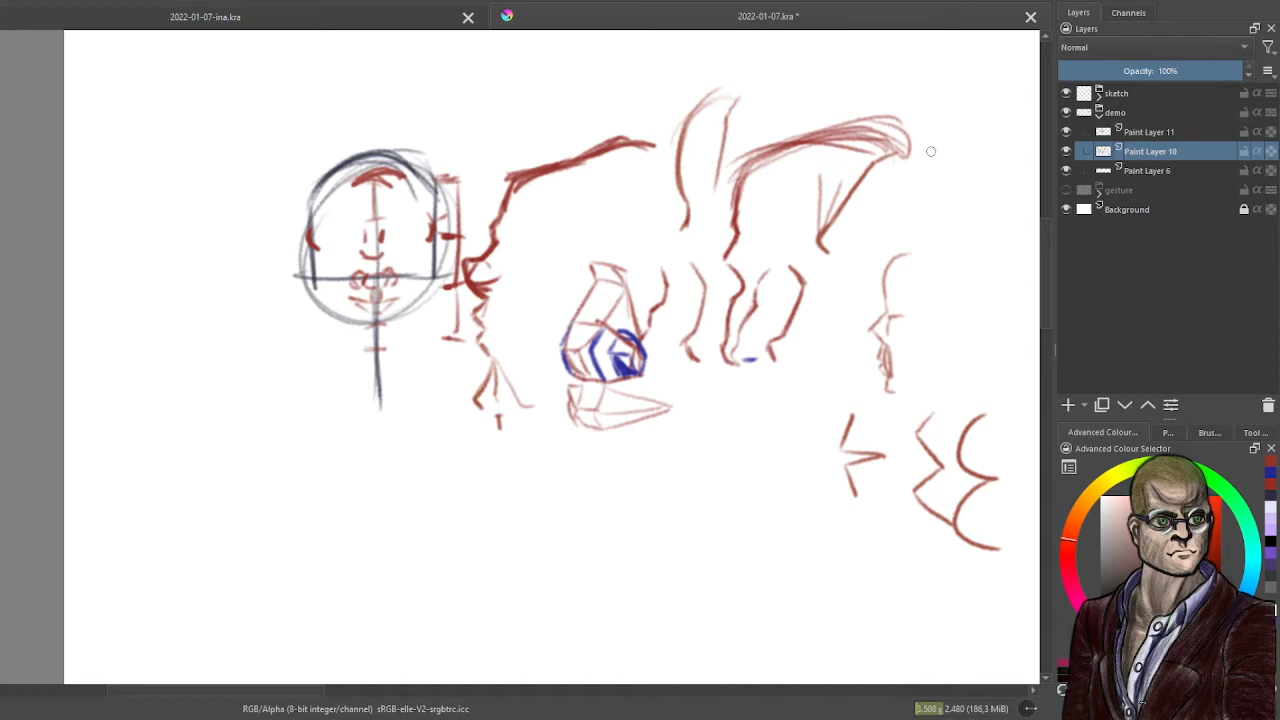 2022-01-07-ina.kra
2022-01-07.kra *
Layers
Channels
Layers
Normal
Opacity: 100%
sketch
demo
Paint Layer 11
Paint Layer 10
Paint Layer 6
gesture
Background
Advanced Colour...
P...
Brus...
Tool ...
Advanced Colour Selector
RGB/Alpha (8-bit integer/channel) sRGB-elle-V2-srgbtrc.icc
3.508 x 2.480 (186,3 MiB)